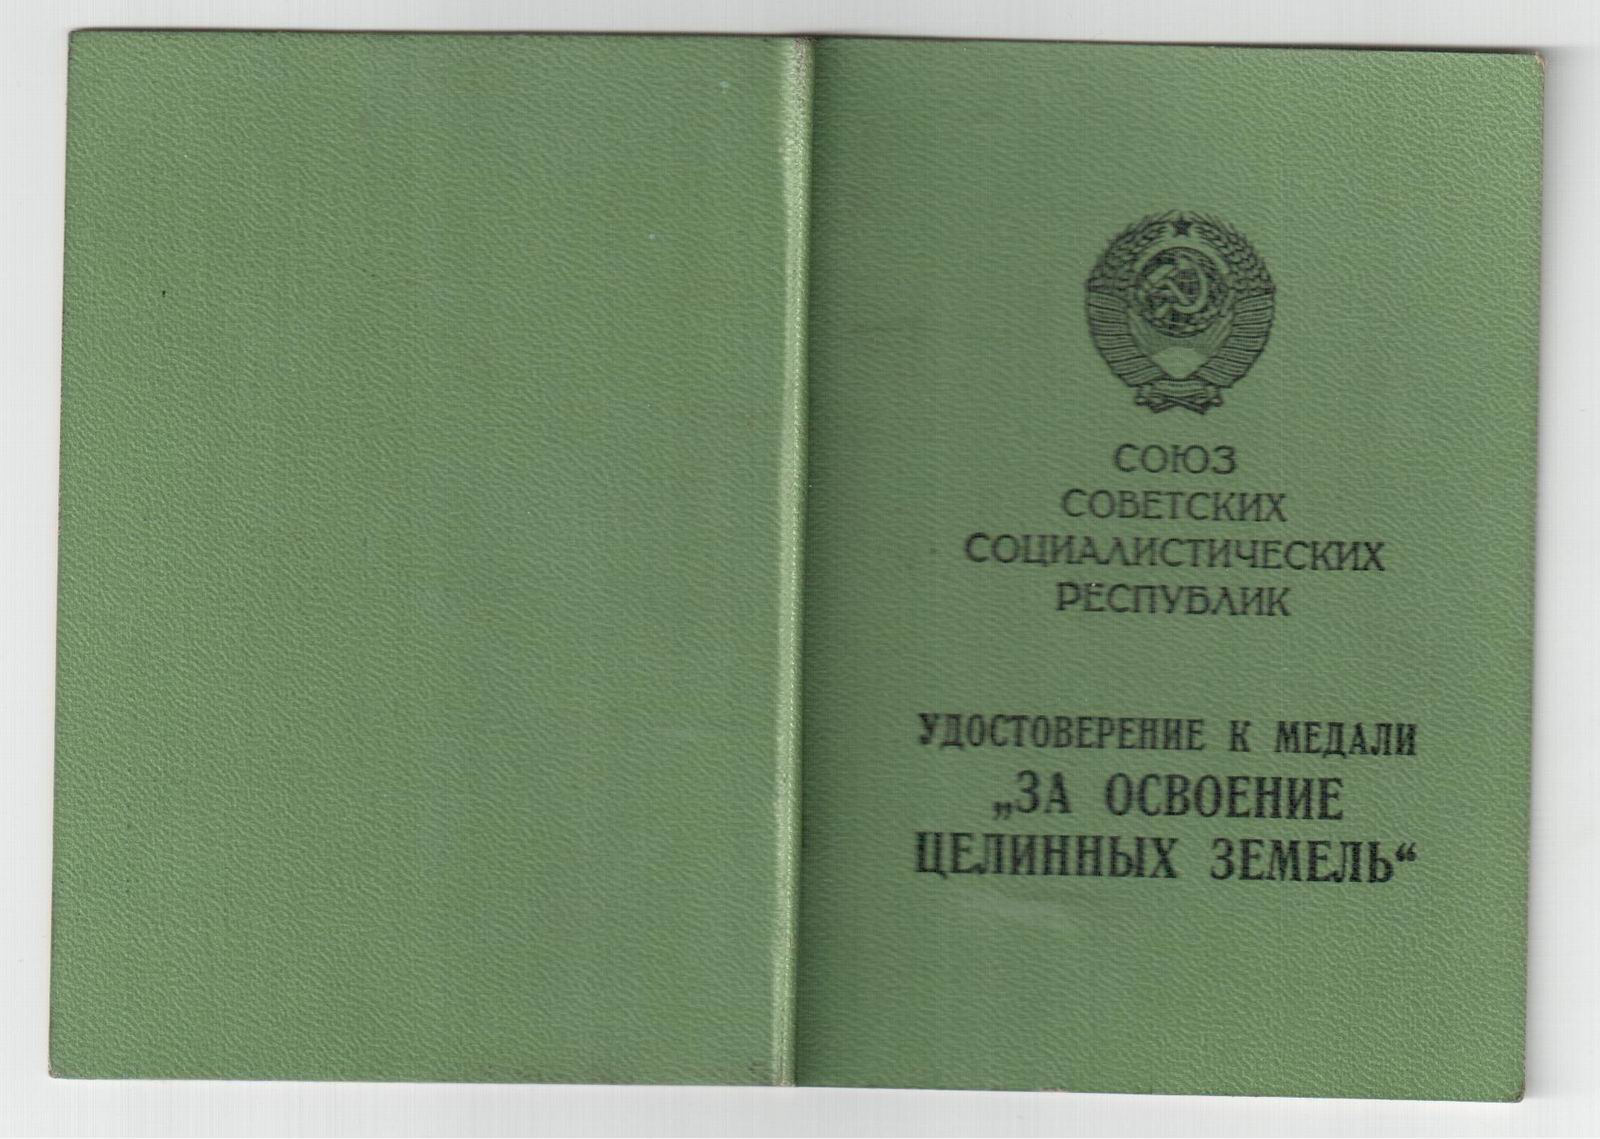 СОЮЗ
СОВЕТСКИХ
СОЦИАЛИСТИЧЕСКИХ
РЕСПУБЛИК
УДОСТОВЕРЕНИЕ К МЕДАЛИ
„ЗА ОСВОЕНИЕ
ЦЕЛИННЫХ ЗЕМЕЛЬ“